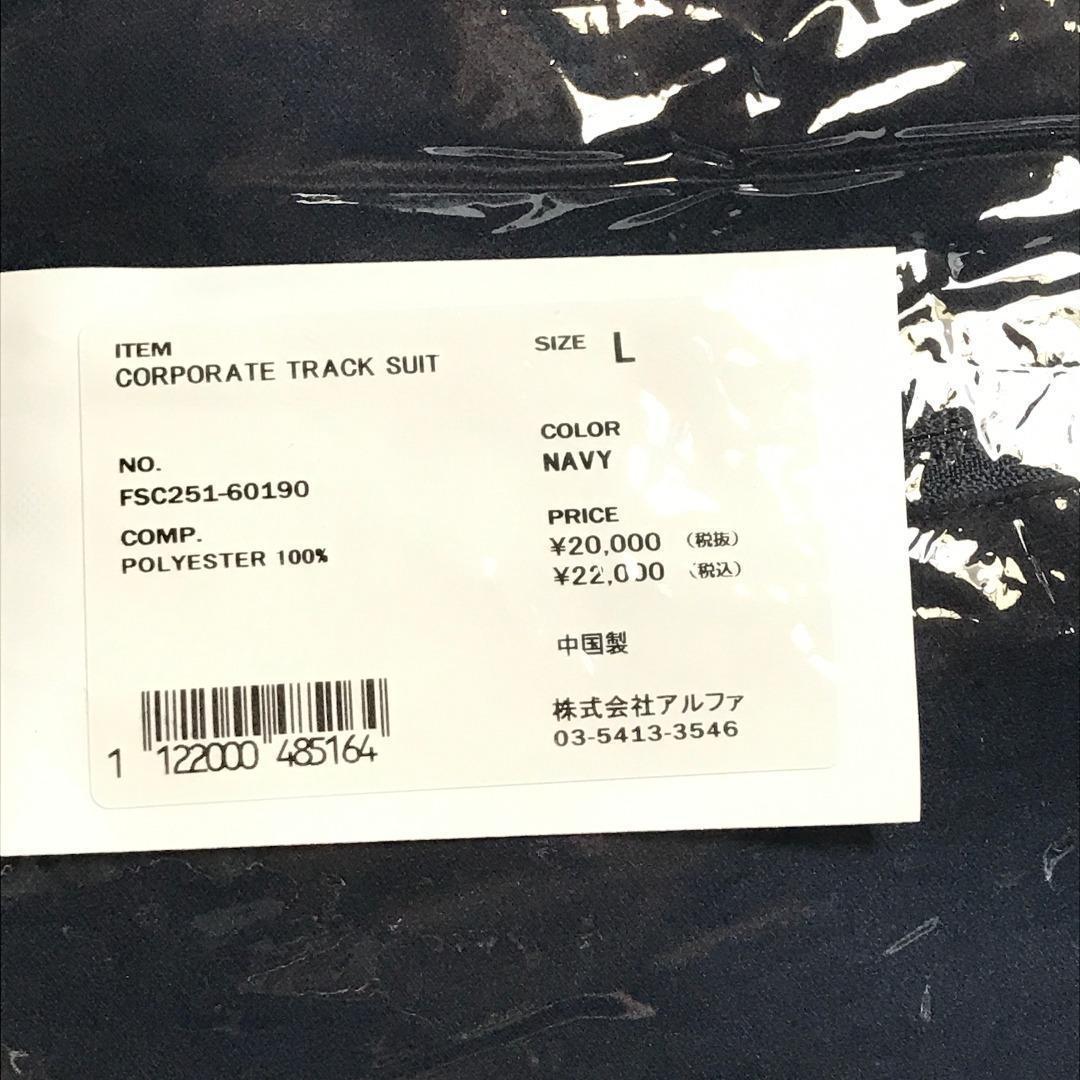 ITEM
CORPORATE TRACK SUIT
SIZE L
NO.
FSC251-60190
COMP.
POLYESTER 100%
COLOR
NAVY
PRICE
¥20,000 (税抜)
¥22,000 (税込)
中国製
株式会社アルファ
03-5413-3546
1 122000 485164